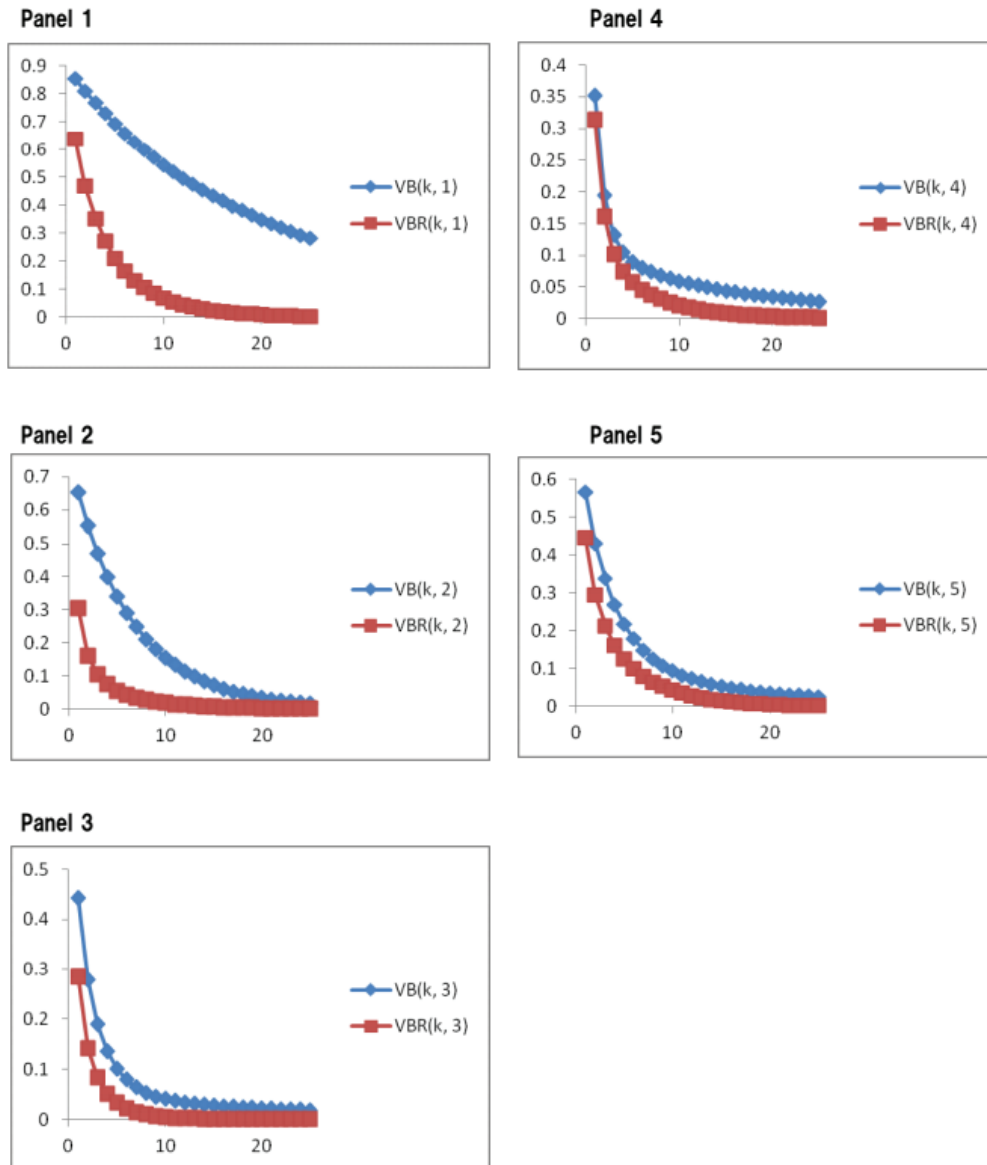 Panel 1
0.9
0.8
0.7
0.6
0.5
0.4
0.3
0.2
0.1
0
0 10 20
VB(k, 1)
VBR(k, 1)
Panel 4
0.4
0.35
0.3
0.25
0.2
0.15
0.1
0.05
0
0 10 20
VB(k, 4)
VBR(k, 4)
Panel 2
0.7
0.6
0.5
0.4
0.3
0.2
0.1
0
0 10 20
VB(k, 2)
VBR(k, 2)
Panel 5
0.6
0.5
0.4
0.3
0.2
0.1
0
0 10 20
VB(k, 5)
VBR(k, 5)
Panel 3
0.5
0.4
0.3
0.2
0.1
0
0 10 20
VB(k, 3)
VBR(k, 3)